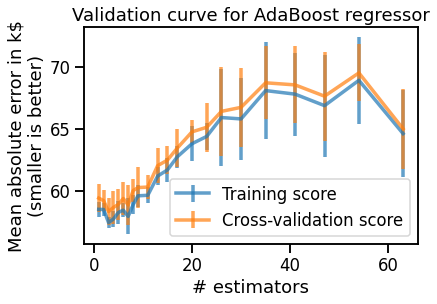 Validation curve for AdaBoost regressor
Mean absolute error in k$
(smaller is better)
70
65
60
Training score
Cross-validation score
0
20
40
60
# estimators